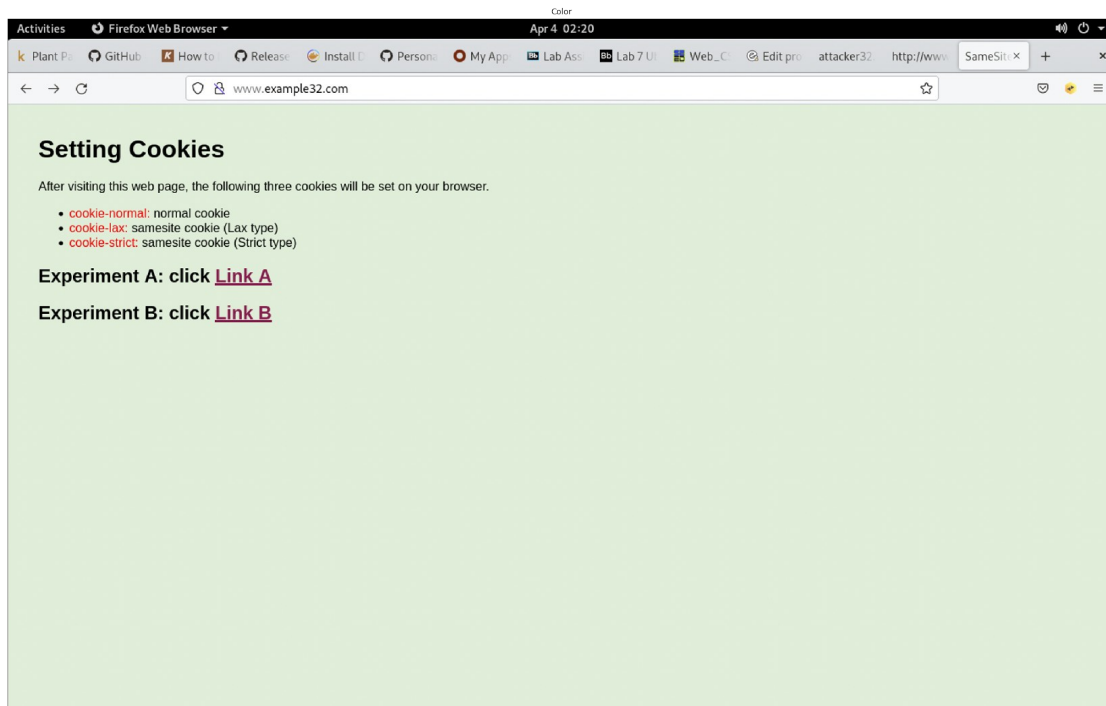 Color
Activities Firefox Web Browser Apr 4 02:20
Plant Pa GitHub How to Release Install D Persona My App Lab Ass Lab 7 UI Web_C Edit pro attacker32. http://www SameSite
www.example32.com
Setting Cookies
After visiting this web page, the following three cookies will be set on your browser.
• cookie-normal: normal cookie
• cookie-lax: samesite cookie (Lax type)
• cookie-strict: samesite cookie (Strict type)
Experiment A: click Link A
Experiment B: click Link B